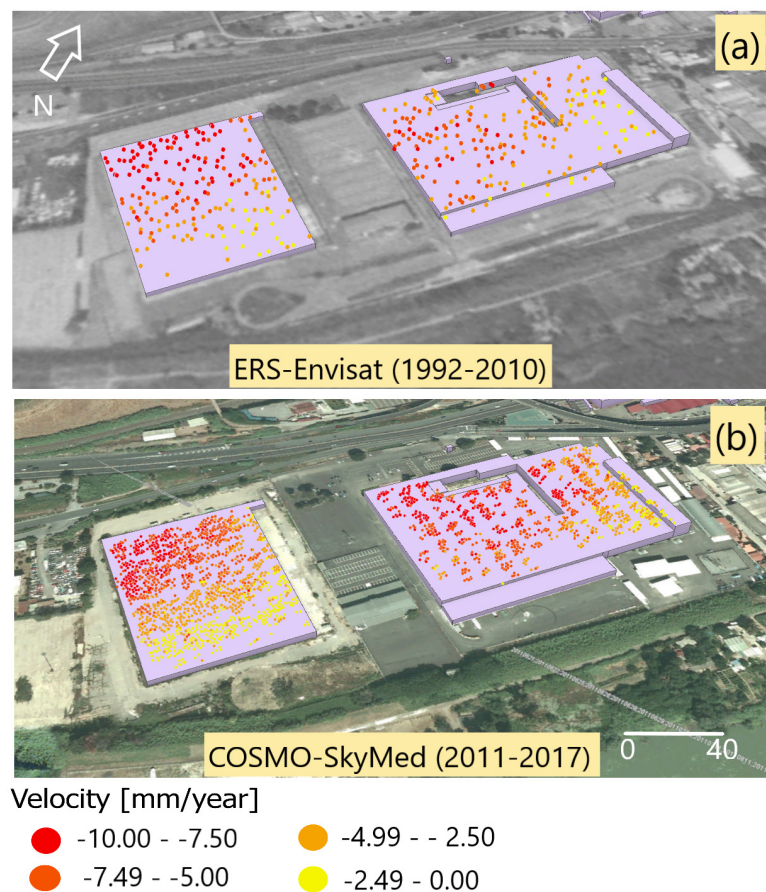 (a)
N
ERS-Envisat (1992-2010)
(b)
COSMO-SkyMed (2011-2017)
0 40
Velocity [mm/year]
-10.00 - -7.50
-4.99 - - 2.50
-7.49 - -5.00
-2.49 - 0.00